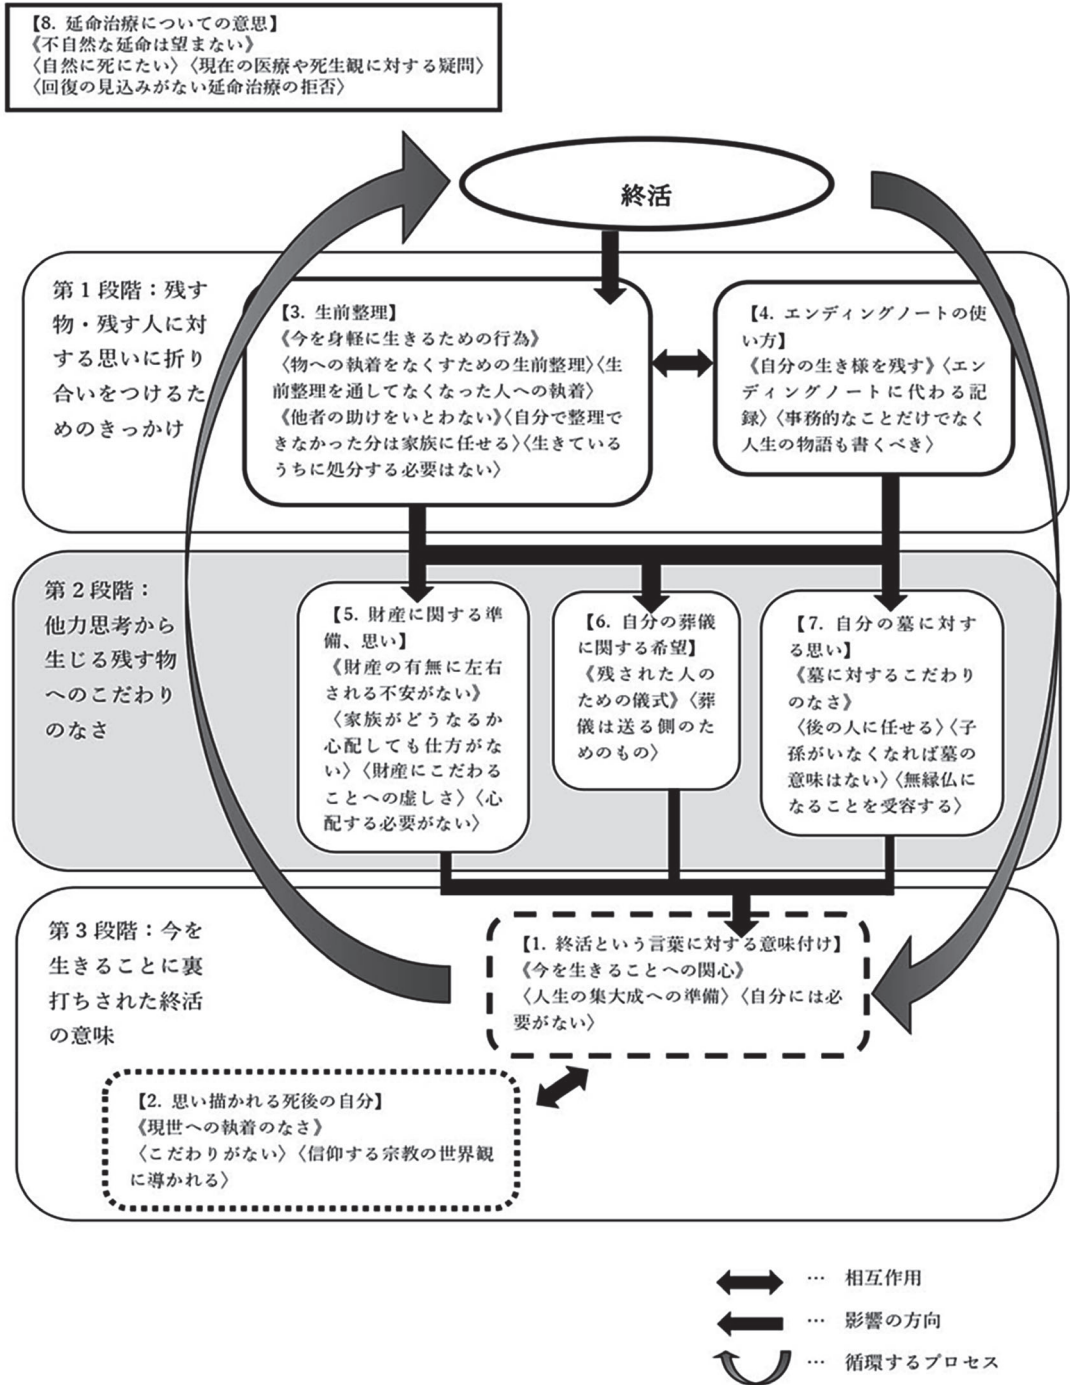 【8. 延命治療についての意思】
《不自然な延命は望まない》
〈自然に死にたい〉〈現在の医療や死生観に対する疑問〉
〈回復の見込みがない延命治療の拒否〉
終活
第1段階：残す
物・残す人に対
する思いに折り
合いをつけるた
めのきっかけ
【3. 生前整理】
《今を身軽に生きるための行為》
〈物への執着をなくすための生前整理〉〈生
前整理を通してなくなった人への執着〉
《他者の助けをいとわない》〈自分で整理で
きなかった分は家族に任せる〉〈生きている
うちに処分する必要はない〉
【4. エンディングノートの使
い方】
《自分の生き様を残す》〈エン
ディングノートに代わる記
録〉〈事務的なことだけでなく
人生の物語も書くべき〉
第2段階：
他力思考から
生じる残す物
へのこだわり
のなさ
【5. 財産に関する準
備、思い】
《財産の有無に左右
される不安がない》
〈家族がどうなるか
心配しても仕方がな
い〉〈財産にこだわる
ことへの虚しさ〉〈心
配する必要がない〉
【6. 自分の葬儀
に関する希望】
《残された人の
ための儀式》〈葬
儀は送る側のた
めのもの〉
【7. 自分の墓に対す
る思い】
《墓に対するこだわり
のなさ》
〈後の人に任せる〉〈子
孫がいなくなれば墓の
意味はない〉〈無縁仏に
なることを受容する〉
第3段階：今を
生きることに裏
打ちされた終活
の意味
【1. 終活という言葉に対する意味付け】
《今を生きることへの関心》
〈人生の集大成への準備〉〈自分には必
要がない〉
【2. 思い描かれる死後の自分】
《現世への執着のなさ》
〈こだわりがない〉〈信仰する宗教の世界観
に導かれる〉
… 相互作用
… 影響の方向
… 循環するプロセス